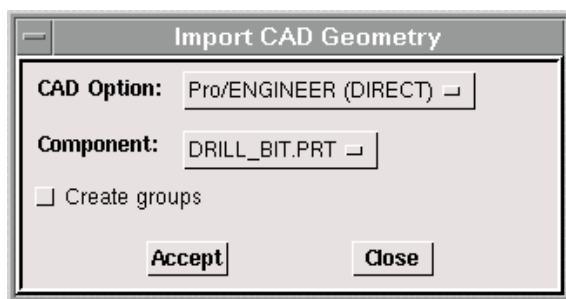 Import CAD Geometry
CAD Option: Pro/ENGINEER (DIRECT)
Component: DRILL_BIT.PRT
Create groups
Accept Close